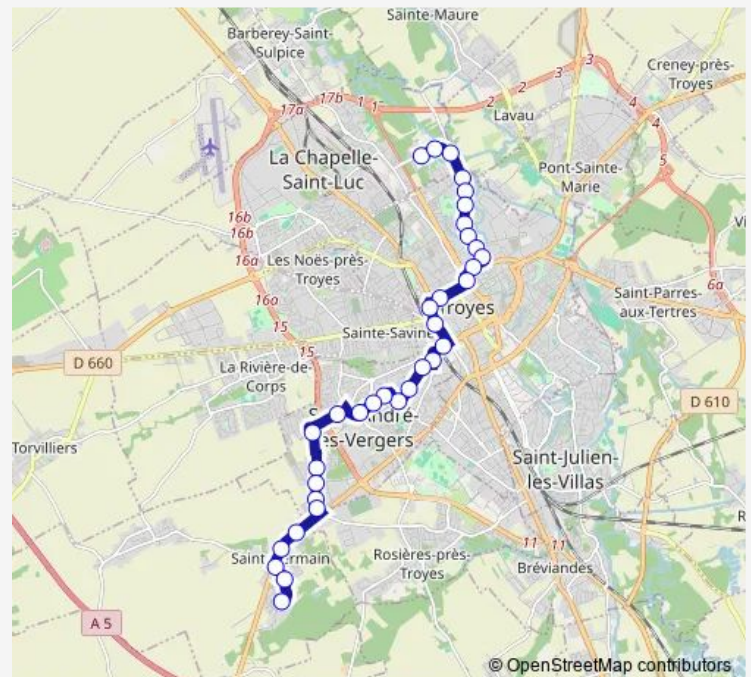 Sainte-Maure
Barberey-Saint-
Sulpice
Creney-près-
Troyes
17b
17a
1
1
2
2
3
3
4
4
5
Lavau
La Chapelle-
Saint-Luc
Pont-Sainte-
Marie
16b
16b
16a
16a
Les Noës-près-
Troyes
6a
Saint-Parres-
aux-Tertres
Troyes
15
15
Sainte-Savine
D 660
La Rivière-de-
Corps
D 610
es-Vergers
Torvilliers
Saint-Julien-
les-Villas
11
11
Rosières-près-
Troyes
Bréviandes
A 5
© OpenStreetMap contributors